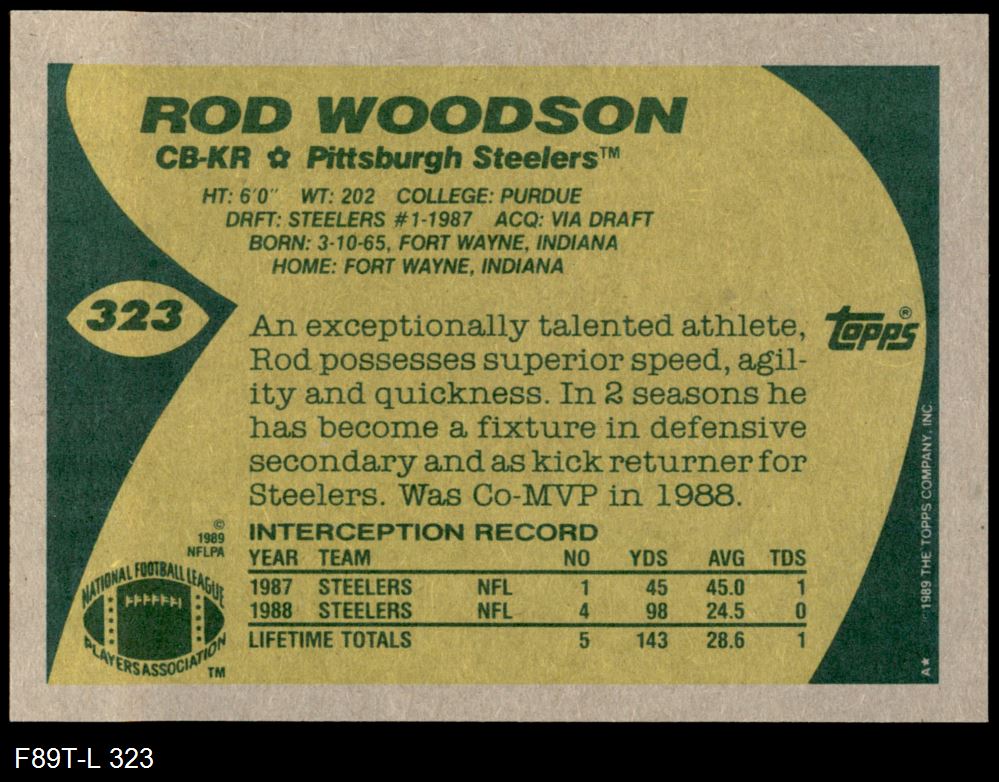 ROD WOODSON
CB-KR ✿ Pittsburgh Steelers™
HT: 6'0" WT: 202 COLLEGE: PURDUE
DRFT: STEELERS #1-1987 ACQ: VIA DRAFT
BORN: 3-10-65, FORT WAYNE, INDIANA
HOME: FORT WAYNE, INDIANA
323
topps®
An exceptionally talented athlete,
Rod possesses superior speed, agil-
ity and quickness. In 2 seasons he
has become a fixture in defensive
secondary and as kick returner for
Steelers. Was Co-MVP in 1988.
INTERCEPTION RECORD
YEAR TEAM NO YDS AVG TDS
1987 STEELERS NFL 1 45 45.0 1
1988 STEELERS NFL 4 98 24.5 0
LIFETIME TOTALS 5 143 28.6 1
©
1989
NFLPA
NATIONAL FOOTBALL LEAGUE
PLAYERS ASSOCIATION
TM
A★ 1989 THE TOPPS COMPANY, INC.
F89T-L 323